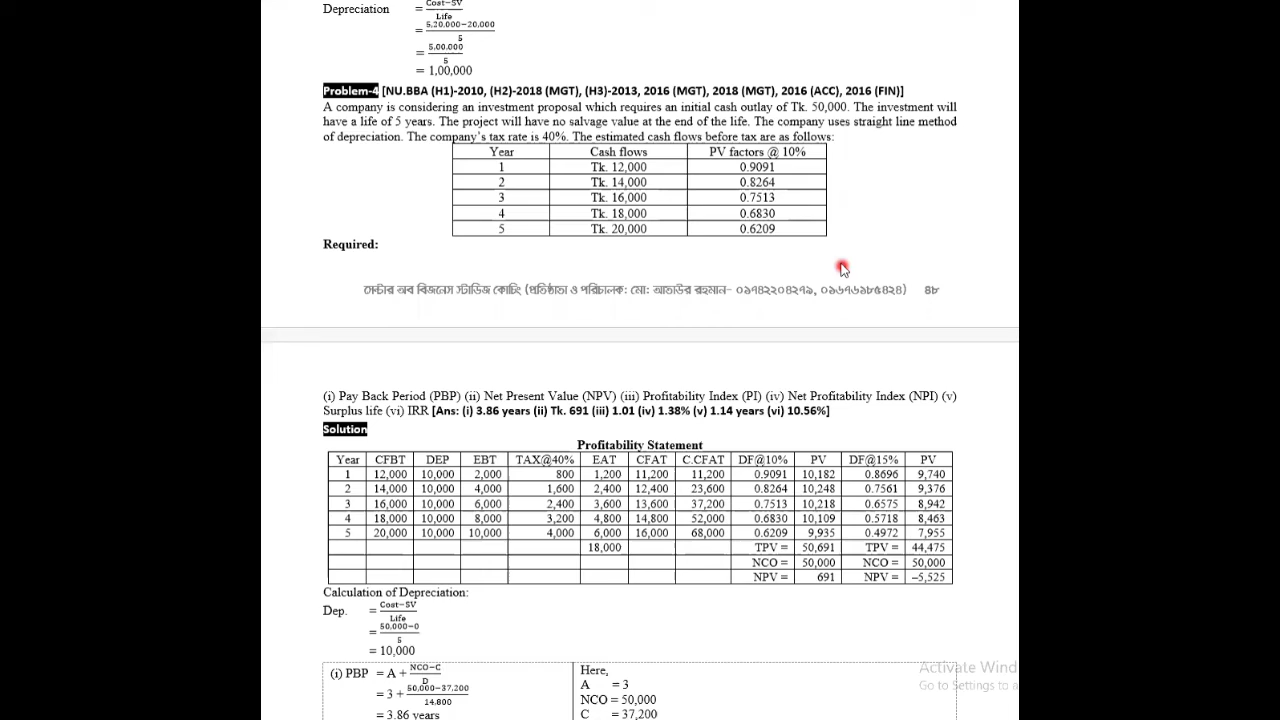 Depreciation = Cost−SV / Life
= 5,20,000−20,000 / 5
= 5,00,000 / 5
= 1,00,000
Problem-4 [NU.BBA (H1)-2010, (H2)-2018 (MGT), (H3)-2013, 2016 (MGT), 2018 (MGT), 2016 (ACC), 2016 (FIN)]
A company is considering an investment proposal which requires an initial cash outlay of Tk. 50,000. The investment will
have a life of 5 years. The project will have no salvage value at the end of the life. The company uses straight line method
of depreciation. The company's tax rate is 40%. The estimated cash flows before tax are as follows:
Year Cash flows PV factors @ 10%
1 Tk. 12,000 0.9091
2 Tk. 14,000 0.8264
3 Tk. 16,000 0.7513
4 Tk. 18,000 0.6830
5 Tk. 20,000 0.6209
Required:
সেন্টার অব বিজনেস স্টাডিজ কোচিং (প্রতিষ্ঠাতা ও পরিচালক: মো: আতাউর রহমান- ০১৭৪২২০৪২৭৯, ০১৬৭৬১৮৫৪২৪) ৪৮
(i) Pay Back Period (PBP) (ii) Net Present Value (NPV) (iii) Profitability Index (PI) (iv) Net Profitability Index (NPI) (v)
Surplus life (vi) IRR [Ans: (i) 3.86 years (ii) Tk. 691 (iii) 1.01 (iv) 1.38% (v) 1.14 years (vi) 10.56%]
Solution
Profitability Statement
Year CFBT DEP EBT TAX@40% EAT CFAT C.CFAT DF@10% PV DF@15% PV
1 12,000 10,000 2,000 800 1,200 11,200 11,200 0.9091 10,182 0.8696 9,740
2 14,000 10,000 4,000 1,600 2,400 12,400 23,600 0.8264 10,248 0.7561 9,376
3 16,000 10,000 6,000 2,400 3,600 13,600 37,200 0.7513 10,218 0.6575 8,942
4 18,000 10,000 8,000 3,200 4,800 14,800 52,000 0.6830 10,109 0.5718 8,463
5 20,000 10,000 10,000 4,000 6,000 16,000 68,000 0.6209 9,935 0.4972 7,955
18,000 TPV = 50,691 TPV = 44,475
NCO = 50,000 NCO = 50,000
NPV = 691 NPV = −5,525
Calculation of Depreciation:
Dep. = Cost−SV / Life
= 50,000−0 / 5
= 10,000
(i) PBP = A + NCO−C / D
= 3 + 50,000−37,200 / 14,800
= 3.86 years
Here,
A = 3
NCO = 50,000
C = 37,200
Activate Wind
Go to Settings to a